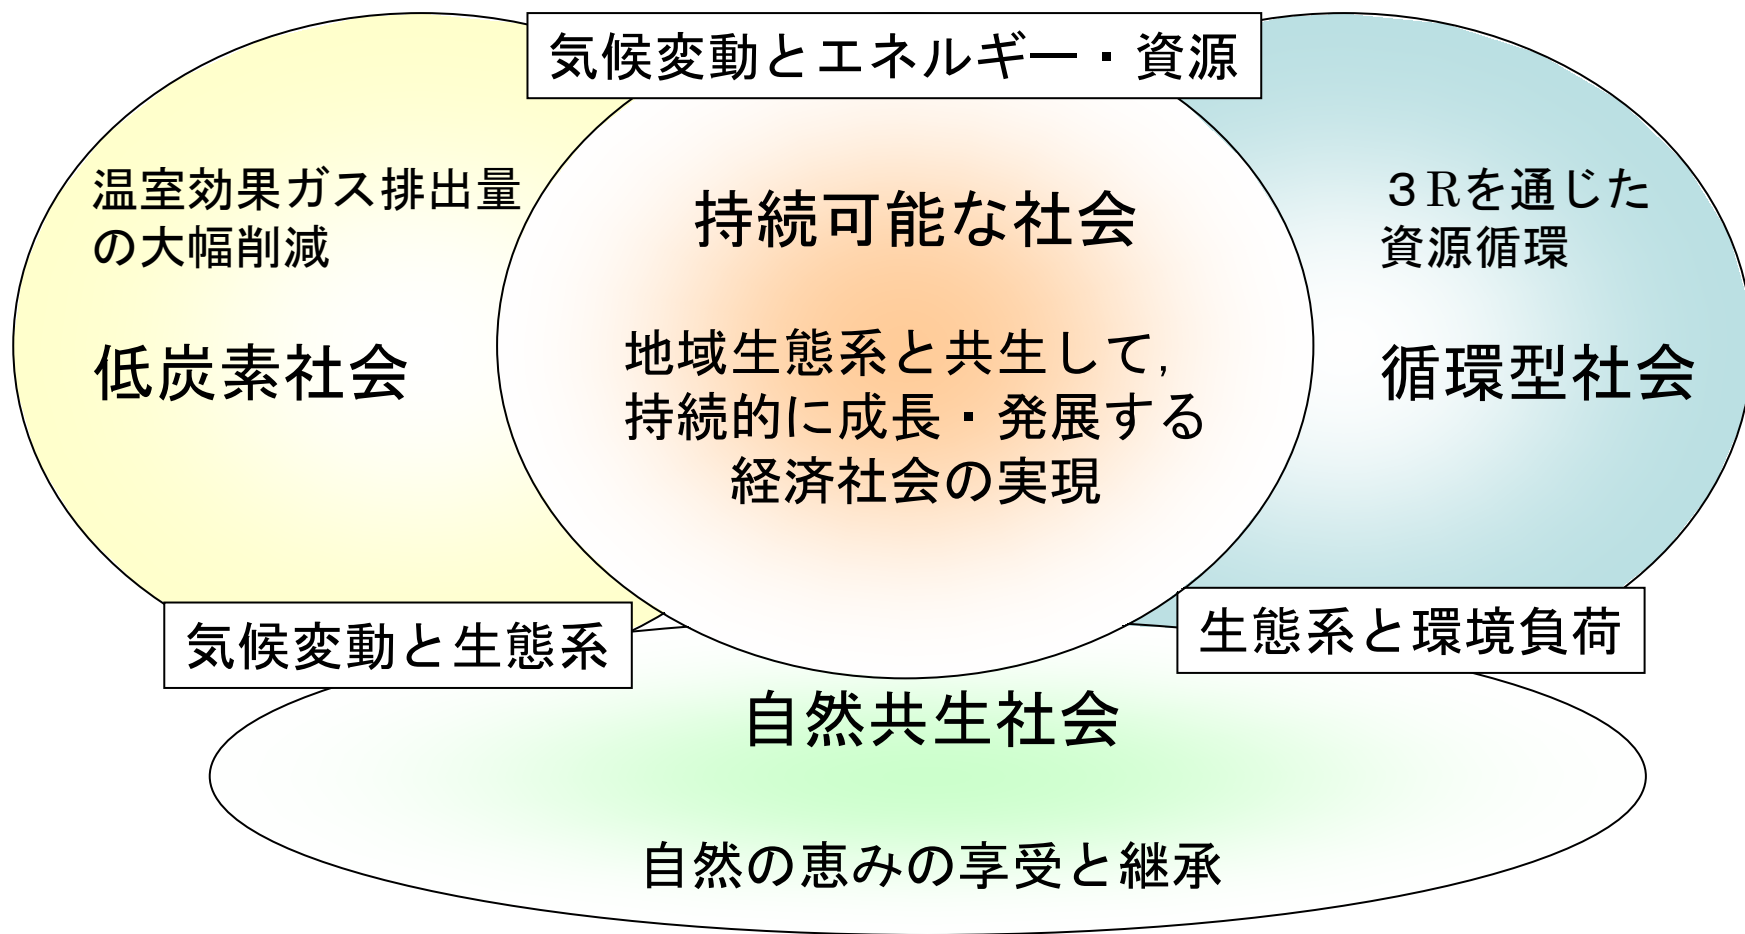 気候変動とエネルギー・資源
温室効果ガス排出量
の大幅削減
低炭素社会
持続可能な社会
地域生態系と共生して,
持続的に成長・発展する
経済社会の実現
３Rを通じた
資源循環
循環型社会
気候変動と生態系
生態系と環境負荷
自然共生社会
自然の恵みの享受と継承